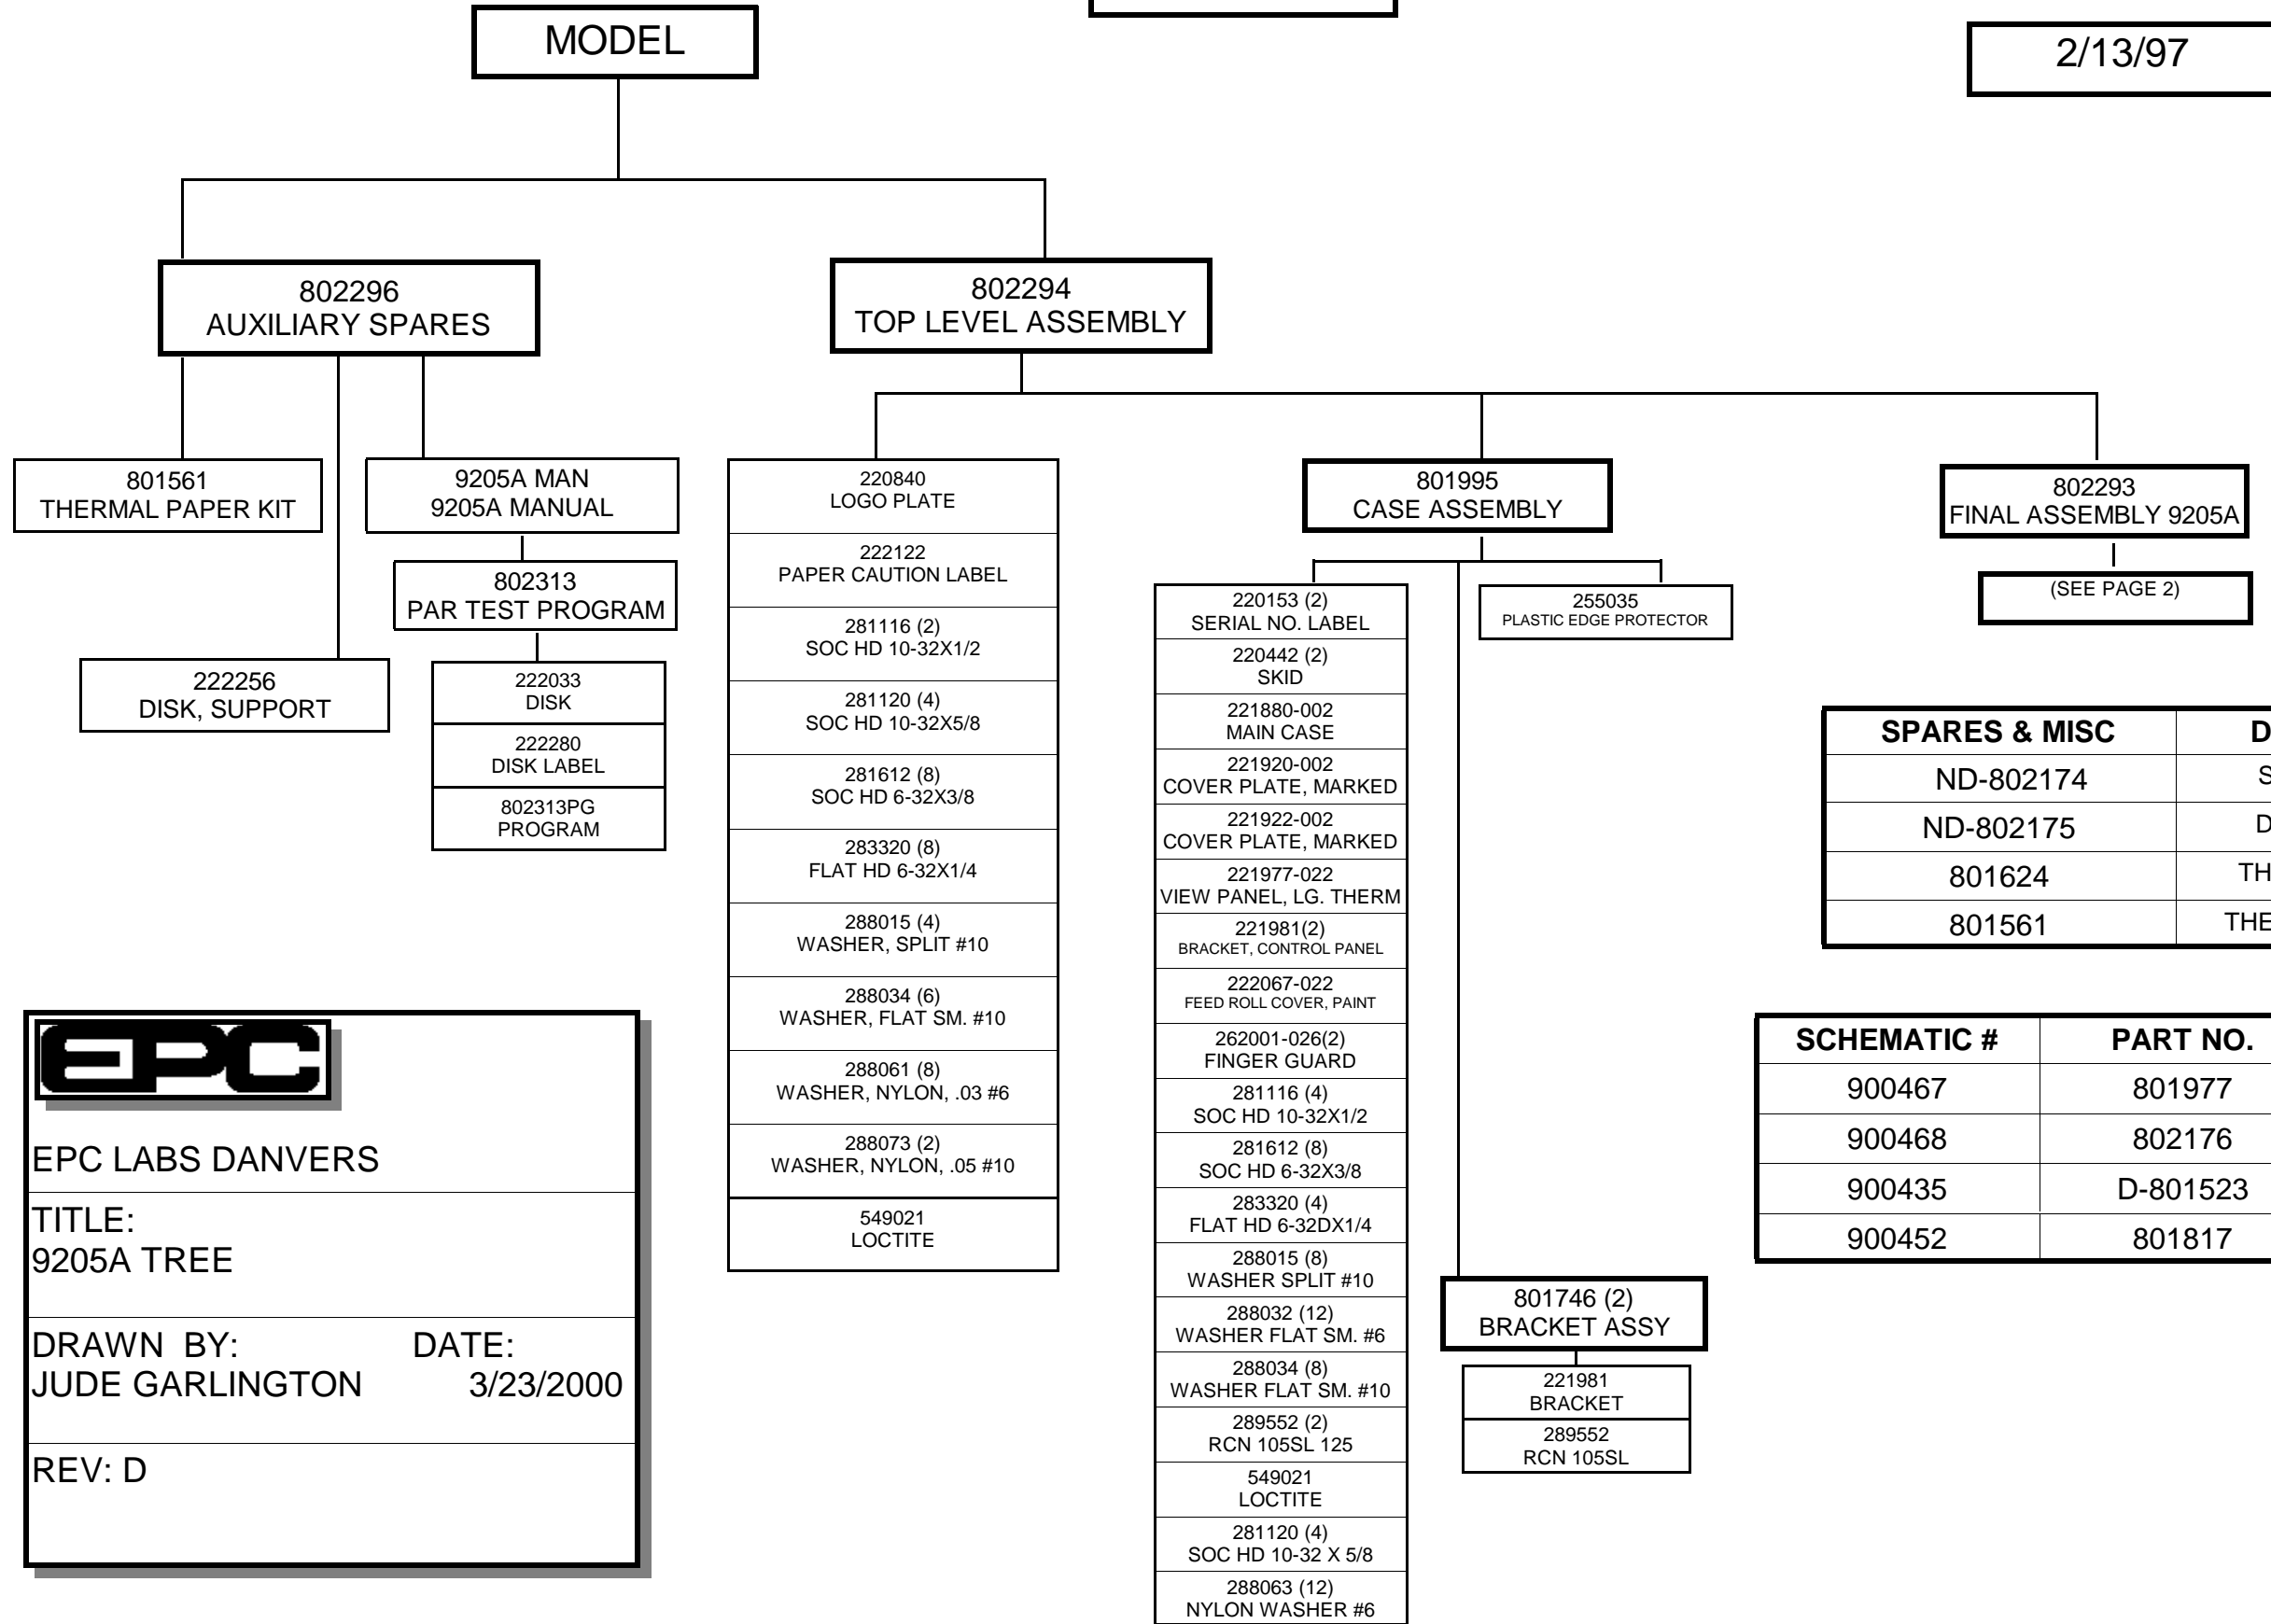 MODEL
2/13/97
802296
AUXILIARY SPARES
802294
TOP LEVEL ASSEMBLY
801561
THERMAL PAPER KIT
9205A MAN
9205A MANUAL
802313
PAR TEST PROGRAM
222256
DISK, SUPPORT
222033
DISK
222280
DISK LABEL
802313PG
PROGRAM
220840
LOGO PLATE
222122
PAPER CAUTION LABEL
281116 (2)
SOC HD 10-32X1/2
281120 (4)
SOC HD 10-32X5/8
281612 (8)
SOC HD 6-32X3/8
283320 (8)
FLAT HD 6-32X1/4
288015 (4)
WASHER, SPLIT #10
288034 (6)
WASHER, FLAT SM. #10
288061 (8)
WASHER, NYLON, .03 #6
288073 (2)
WASHER, NYLON, .05 #10
549021
LOCTITE
801995
CASE ASSEMBLY
220153 (2)
SERIAL NO. LABEL
220442 (2)
SKID
221880-002
MAIN CASE
221920-002
COVER PLATE, MARKED
221922-002
COVER PLATE, MARKED
221977-022
VIEW PANEL, LG. THERM
221981(2)
BRACKET, CONTROL PANEL
222067-022
FEED ROLL COVER, PAINT
262001-026(2)
FINGER GUARD
281116 (4)
SOC HD 10-32X1/2
281612 (8)
SOC HD 6-32X3/8
283320 (4)
FLAT HD 6-32DX1/4
288015 (8)
WASHER SPLIT #10
288032 (12)
WASHER FLAT SM. #6
288034 (8)
WASHER FLAT SM. #10
289552 (2)
RCN 105SL 125
549021
LOCTITE
281120 (4)
SOC HD 10-32 X 5/8
288063 (12)
NYLON WASHER #6
255035
PLASTIC EDGE PROTECTOR
801746 (2)
BRACKET ASSY
221981
BRACKET
289552
RCN 105SL
802293
FINAL ASSEMBLY 9205A
(SEE PAGE 2)
SPARES & MISC D
ND-802174 S
ND-802175 D
801624 TH
801561 THE
SCHEMATIC # PART NO.
900467 801977
900468 802176
900435 D-801523
900452 801817
EPC
EPC LABS DANVERS
TITLE:
9205A TREE
DRAWN BY: DATE:
JUDE GARLINGTON 3/23/2000
REV: D